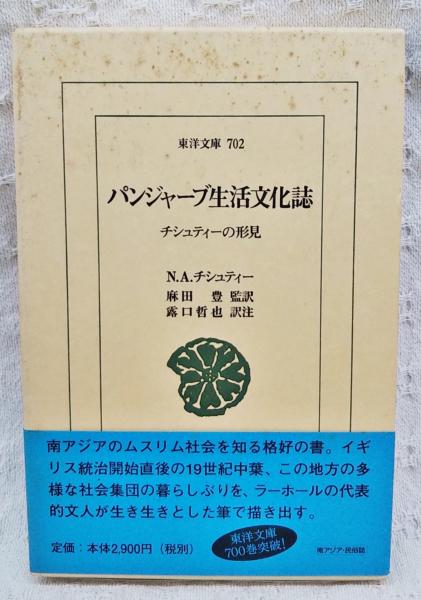 東洋文庫 702
パンジャーブ生活文化誌
チシュティーの形見
N.A.チシュティー
麻田 豊 監訳
露口哲也 訳注
南アジアのムスリム社会を知る格好の書。イギ
リス統治開始直後の19世紀中葉、この地方の多
様な社会集団の暮らしぶりを、ラーホールの代表
的文人が生き生きとした筆で描き出す。
定価：本体2,900円（税別）
東洋文庫
700巻突破！
南アジア・民俗誌